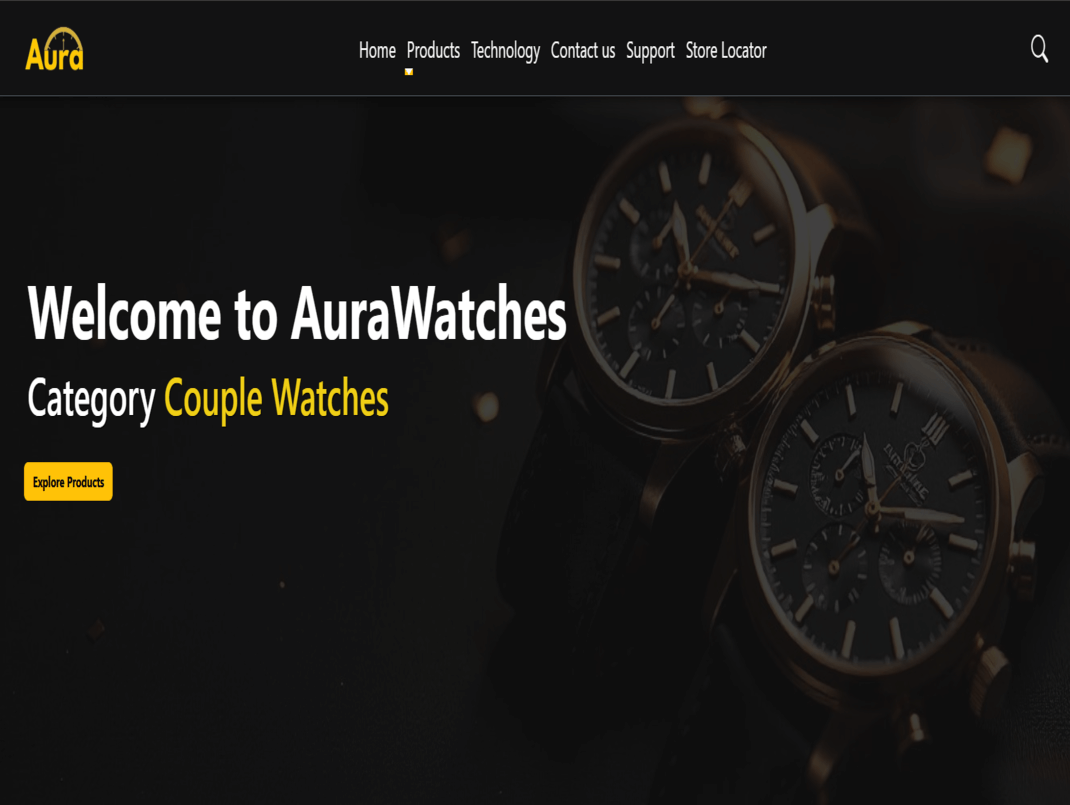 Aura
Home Products Technology Contact us Support Store Locator
Welcome to AuraWatches
Category Couple Watches
Explore Products